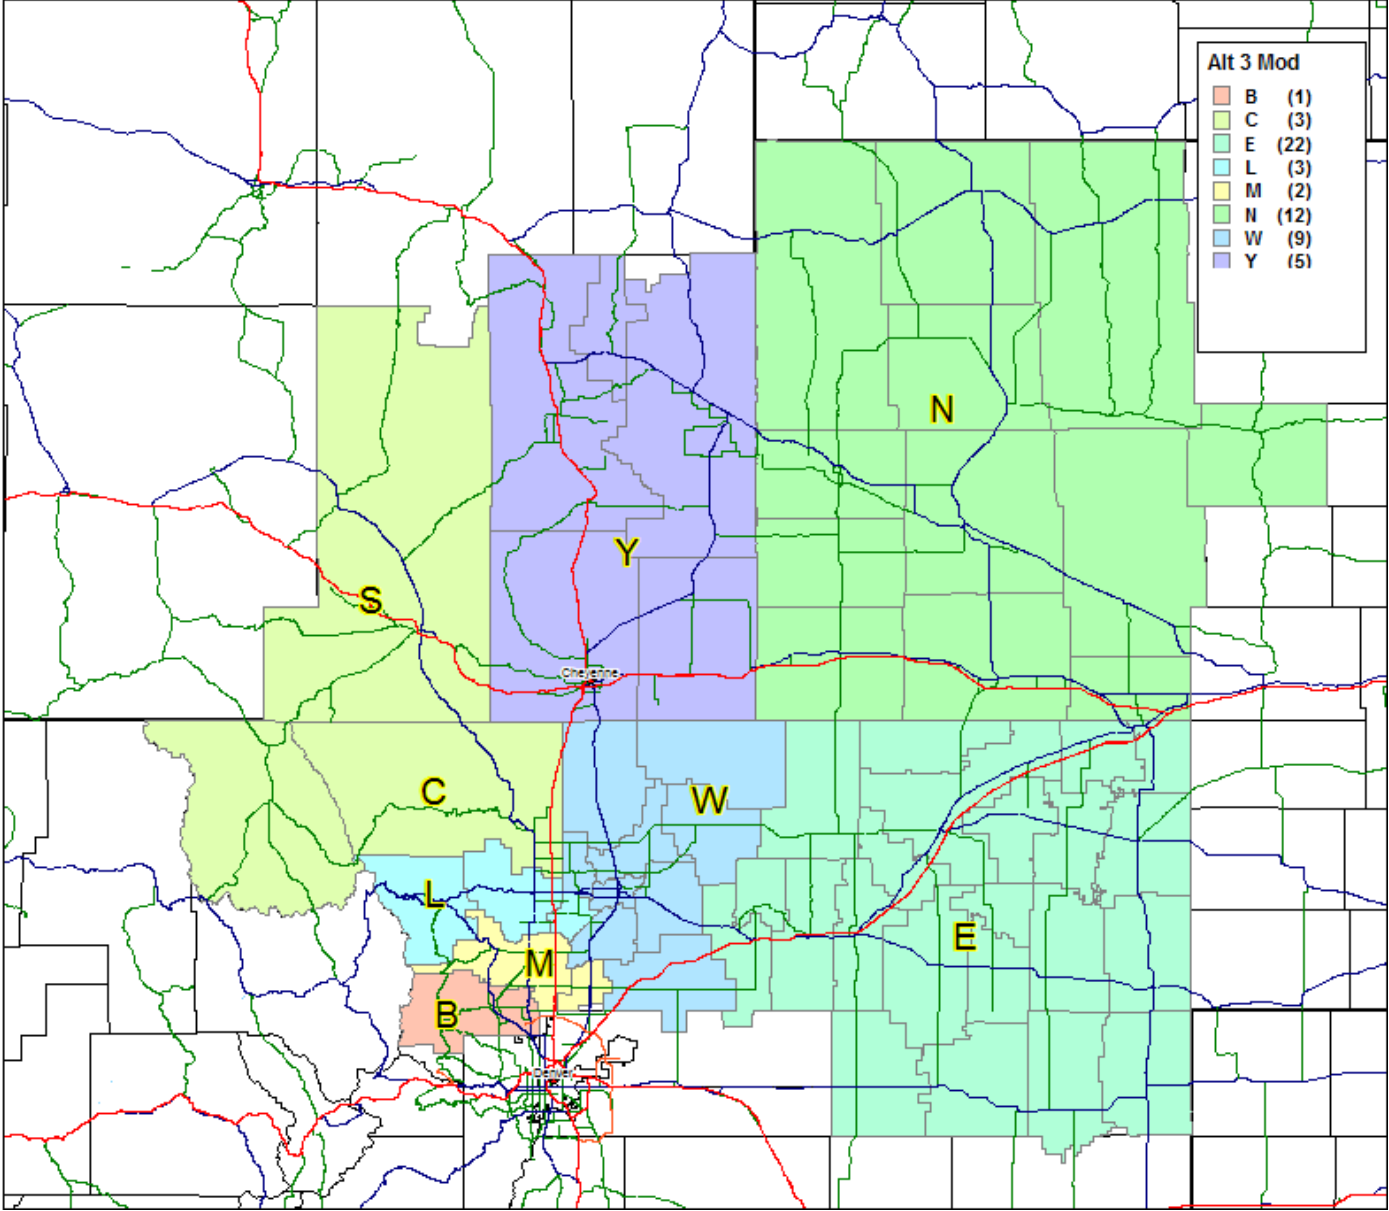 Alt 3 Mod
B (1)
C (3)
E (22)
L (3)
M (2)
N (12)
W (9)
Y (5)
N
Y
S
Cheyenne
C
W
L
E
M
B
Denver